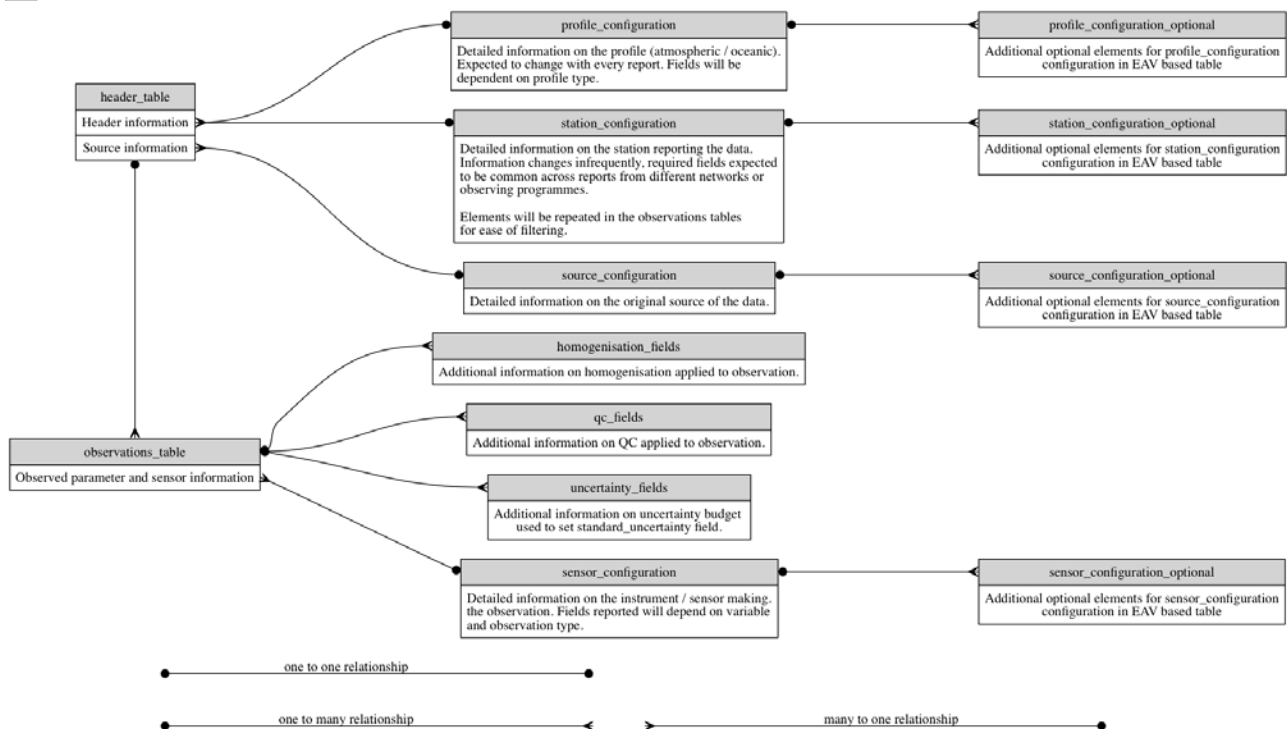 profile_configuration
Detailed information on the profile (atmospheric / oceanic).
Expected to change with every report. Fields will be
dependent on profile type.
profile_configuration_optional
Additional optional elements for profile_configuration
configuration in EAV based table
header_table
Header information
Source information
station_configuration
Detailed information on the station reporting the data.
Information changes infrequently, required fields expected
to be common across reports from different networks or
observing programmes.
Elements will be repeated in the observations tables
for ease of filtering.
station_configuration_optional
Additional optional elements for station_configuration
configuration in EAV based table
source_configuration
Detailed information on the original source of the data.
source_configuration_optional
Additional optional elements for source_configuration
configuration in EAV based table
homogenisation_fields
Additional information on homogenisation applied to observation.
qc_fields
Additional information on QC applied to observation.
observations_table
Observed parameter and sensor information
uncertainty_fields
Additional information on uncertainty budget
used to set standard_uncertainty field.
sensor_configuration
Detailed information on the instrument / sensor making.
the observation. Fields reported will depend on variable
and observation type.
sensor_configuration_optional
Additional optional elements for sensor_configuration
configuration in EAV based table
one to one relationship
one to many relationship
many to one relationship